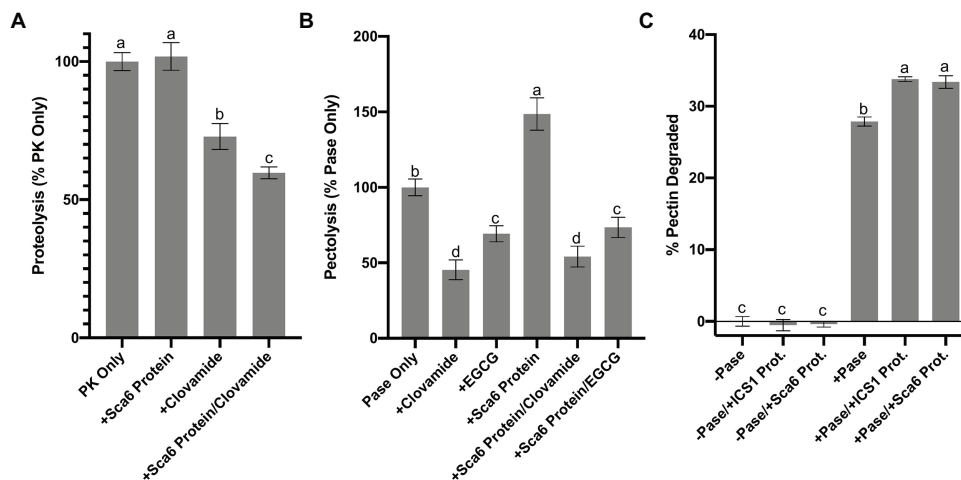 A
Proteolysis (% PK Only)
100
50
0
a
a
b
c
PK Only
+Sca6 Protein
+Clovamide
+Sca6 Protein/Clovamide
B
Pectolysis (% Pase Only)
200
150
100
50
0
b
d
c
a
d
c
Pase Only
+Clovamide
+EGCG
+Sca6 Protein
+Sca6 Protein/Clovamide
+Sca6 Protein/EGCG
C
% Pectin Degraded
40
30
20
10
0
c
c
c
b
a
a
-Pase
-Pase/+ICS1 Prot.
-Pase/+Sca6 Prot.
+Pase
+Pase/+ICS1 Prot.
+Pase/+Sca6 Prot.